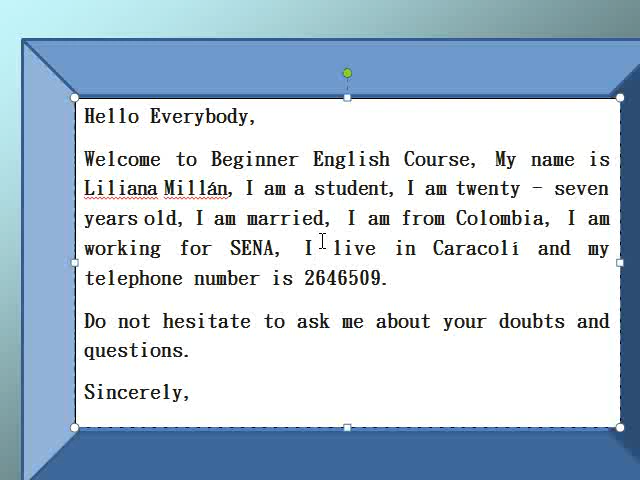 Hello Everybody,
Welcome to Beginner English Course, My name is
Liliana Millán, I am a student, I am twenty - seven
years old, I am married, I am from Colombia, I am
working for SENA, I live in Caracolí and my
telephone number is 2646509.
Do not hesitate to ask me about your doubts and
questions.
Sincerely,